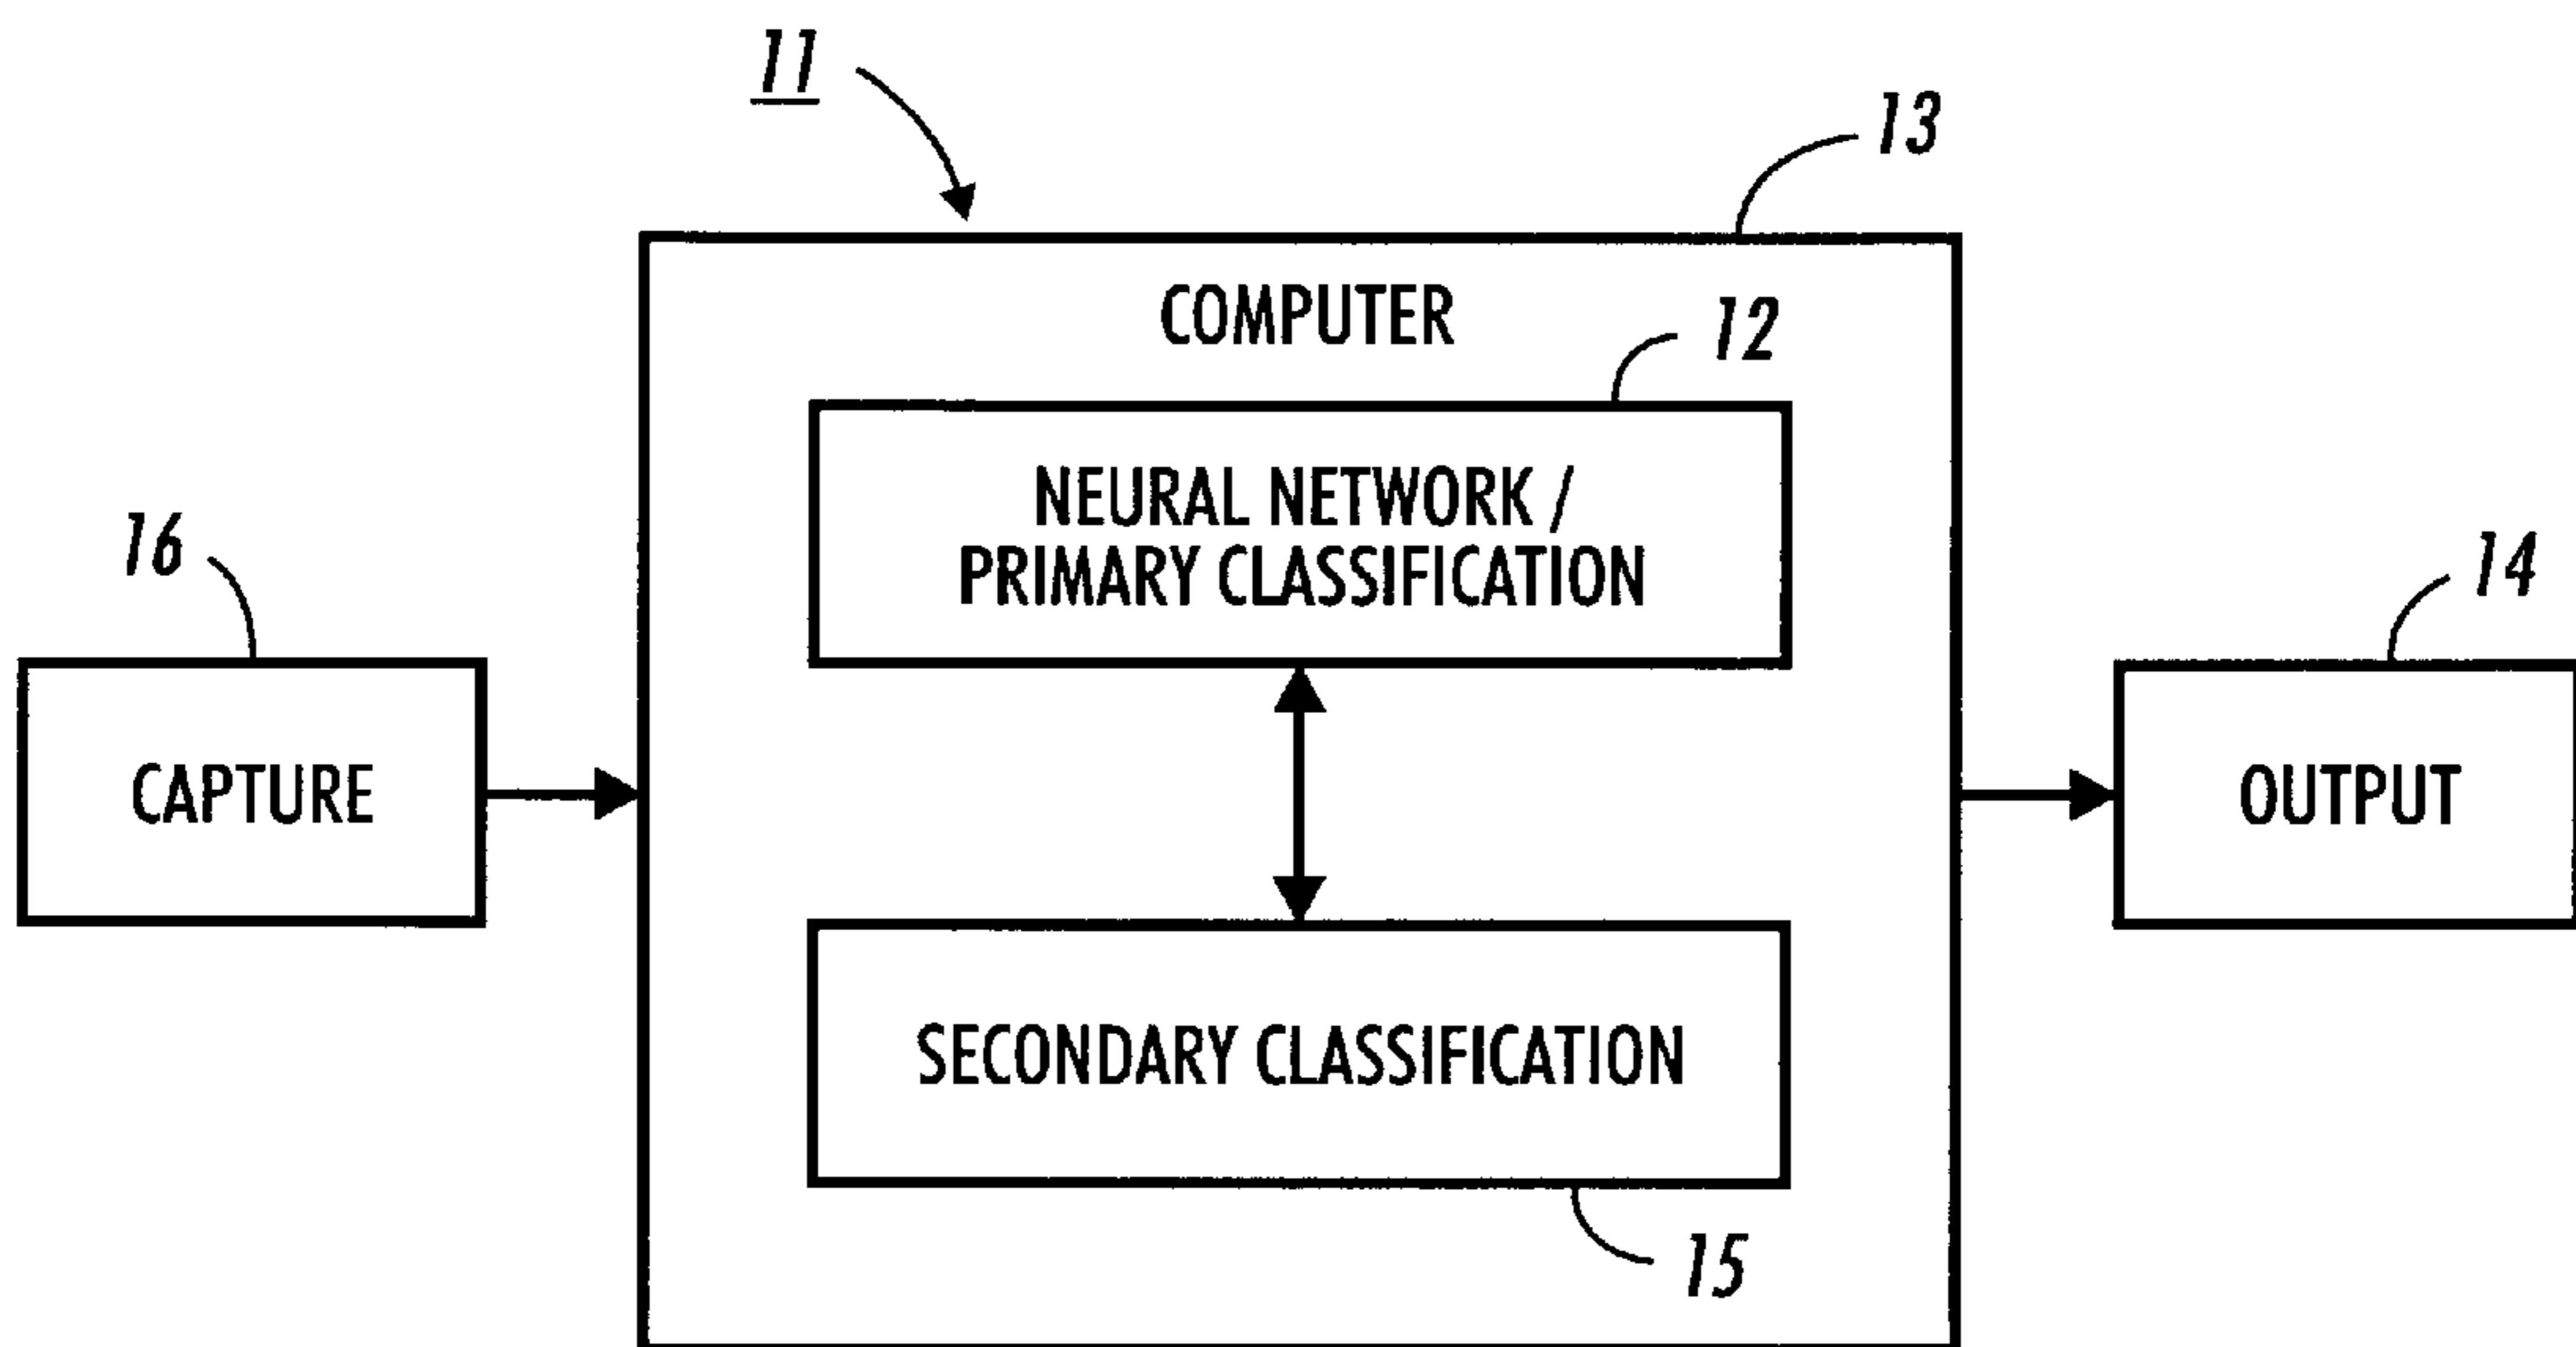 11
13
COMPUTER
12
NEURAL NETWORK /
PRIMARY CLASSIFICATION
16
14
CAPTURE
OUTPUT
SECONDARY CLASSIFICATION
15